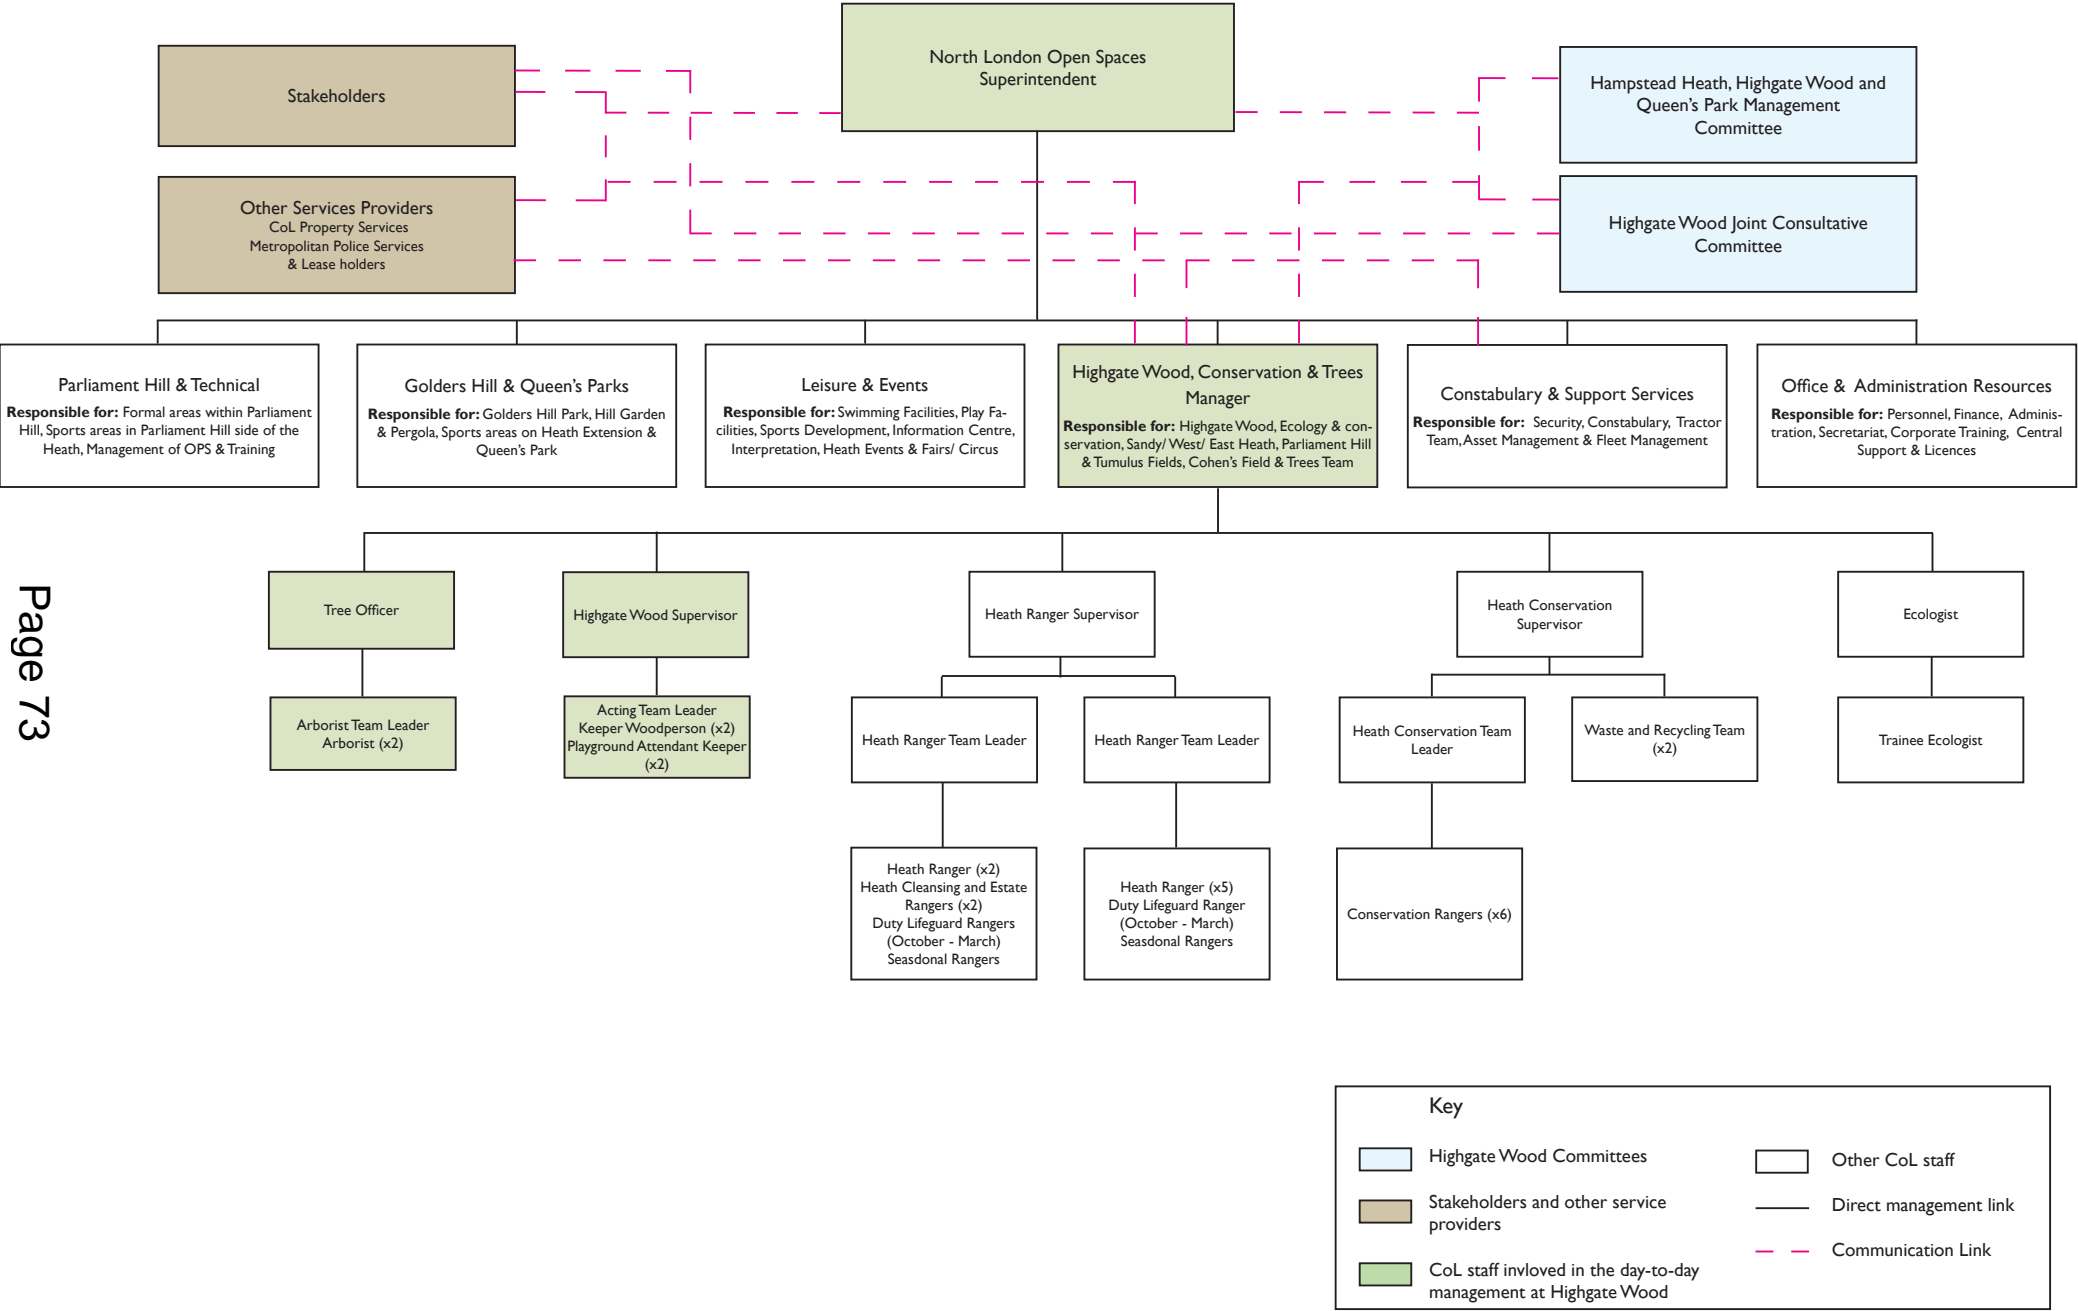 North London Open Spaces
Superintendent
Stakeholders
Hampstead Heath, Highgate Wood and
Queen's Park Management
Committee
Other Services Providers
CoL Property Services
Metropolitan Police Services
& Lease holders
Highgate Wood Joint Consultative
Committee
Parliament Hill & Technical
Responsible for: Formal areas within Parliament
Hill, Sports areas in Parliament Hill side of the
Heath, Management of OPS & Training
Golders Hill & Queen's Parks
Responsible for: Golders Hill Park, Hill Garden
& Pergola, Sports areas on Heath Extension &
Queen's Park
Leisure & Events
Responsible for: Swimming Facilities, Play Fa-
cilities, Sports Development, Information Centre,
Interpretation, Heath Events & Fairs/ Circus
Highgate Wood, Conservation & Trees
Manager
Responsible for: Highgate Wood, Ecology & con-
servation, Sandy/ West/ East Heath, Parliament Hill
& Tumulus Fields, Cohen's Field & Trees Team
Constabulary & Support Services
Responsible for: Security, Constabulary, Tractor
Team, Asset Management & Fleet Management
Office & Administration Resources
Responsible for: Personnel, Finance, Adminis-
tration, Secretariat, Corporate Training, Central
Support & Licences
Page 73
Tree Officer
Highgate Wood Supervisor
Heath Ranger Supervisor
Heath Conservation
Supervisor
Ecologist
Arborist Team Leader
Arborist (x2)
Acting Team Leader
Keeper Woodperson (x2)
Playground Attendant Keeper
(x2)
Heath Ranger Team Leader
Heath Ranger Team Leader
Heath Conservation Team
Leader
Waste and Recycling Team
(x2)
Trainee Ecologist
Heath Ranger (x2)
Heath Cleansing and Estate
Rangers (x2)
Duty Lifeguard Rangers
(October - March)
Seasdonal Rangers
Heath Ranger (x5)
Duty Lifeguard Ranger
(October - March)
Seasdonal Rangers
Conservation Rangers (x6)
Key
Highgate Wood Committees
Stakeholders and other service
providers
CoL staff invloved in the day-to-day
management at Highgate Wood
Other CoL staff
Direct management link
Communication Link